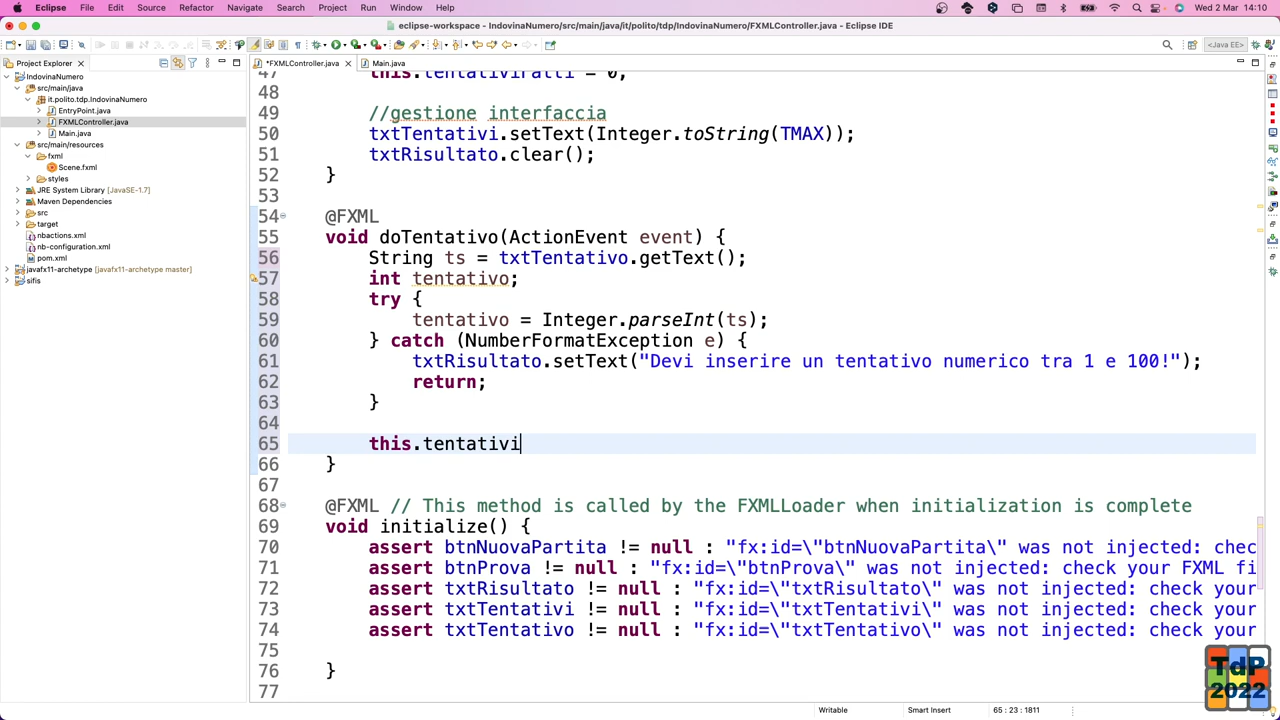 Eclipse File Edit Source Refactor Navigate Search Project Run Window Help Wed 2 Mar 14:10
eclipse-workspace - IndovinaNumero/src/main/java/it/polito/tdp/IndovinaNumero/FXMLController.java - Eclipse IDE
<Java EE>
Project Explorer
*FXMLController.java
Main.java
IndovinaNumero
src/main/java
it.polito.tdp.IndovinaNumero
EntryPoint.java
FXMLController.java
Main.java
src/main/resources
fxml
Scene.fxml
styles
JRE System Library [JavaSE-1.7]
Maven Dependencies
src
target
nbactions.xml
nb-configuration.xml
pom.xml
javafx11-archetype [javafx11-archetype master]
sifis
47 this.tentativiFatti = 0;
48
49 //gestione interfaccia
50 txtTentativi.setText(Integer.toString(TMAX));
51 txtRisultato.clear();
52 }
53
54 @FXML
55 void doTentativo(ActionEvent event) {
56 String ts = txtTentativo.getText();
57 int tentativo;
58 try {
59 tentativo = Integer.parseInt(ts);
60 } catch (NumberFormatException e) {
61 txtRisultato.setText("Devi inserire un tentativo numerico tra 1 e 100!");
62 return;
63 }
64
65 this.tentativi
66 }
67
68 @FXML // This method is called by the FXMLLoader when initialization is complete
69 void initialize() {
70 assert btnNuovaPartita != null : "fx:id=\"btnNuovaPartita\" was not injected: chec
71 assert btnProva != null : "fx:id=\"btnProva\" was not injected: check your FXML fi
72 assert txtRisultato != null : "fx:id=\"txtRisultato\" was not injected: check your
73 assert txtTentativi != null : "fx:id=\"txtTentativi\" was not injected: check your
74 assert txtTentativo != null : "fx:id=\"txtTentativo\" was not injected: check your
75
76 }
77
TdP
2022
Writable Smart Insert 65 : 23 : 1811